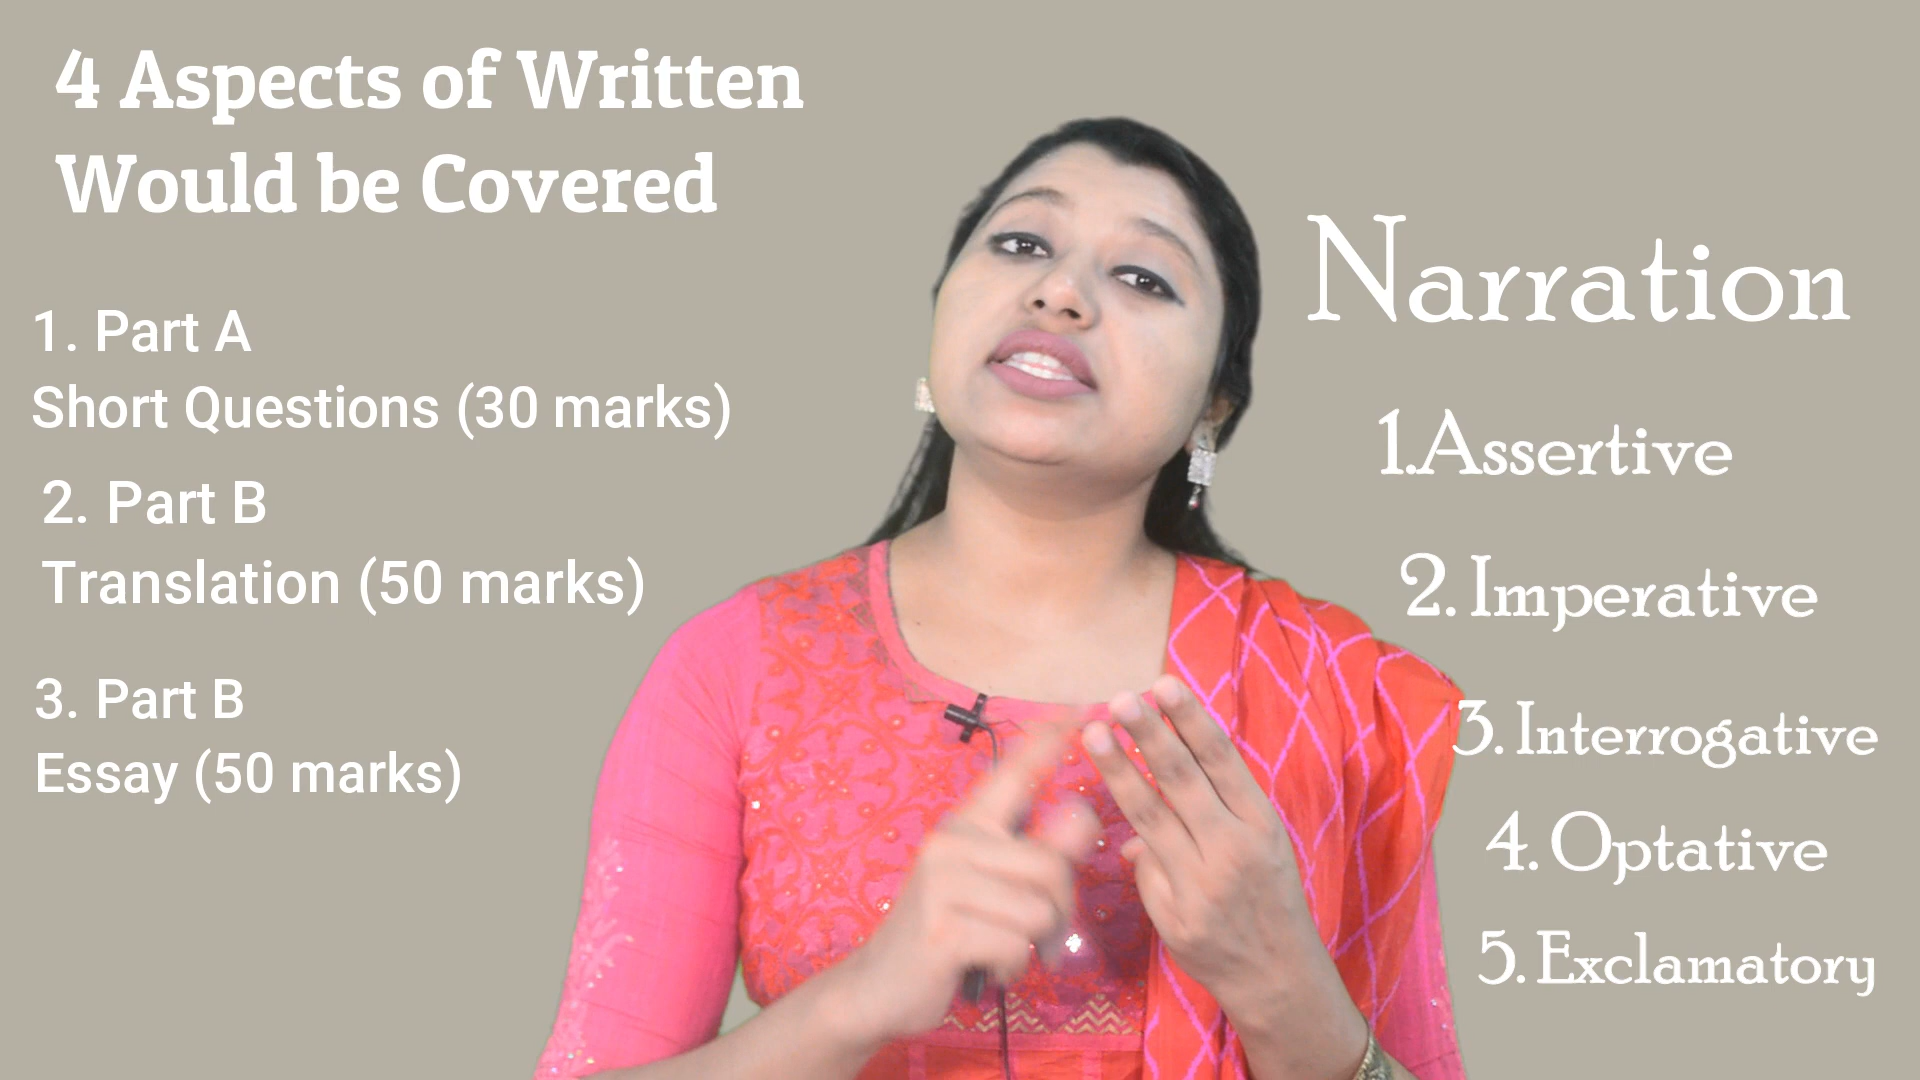 4 Aspects of Written
Would be Covered
1. Part A
Short Questions (30 marks)
2. Part B
Translation (50 marks)
3. Part B
Essay (50 marks)
Narration
1.Assertive
2. Imperative
3. Interrogative
4. Optative
5. Exclamatory